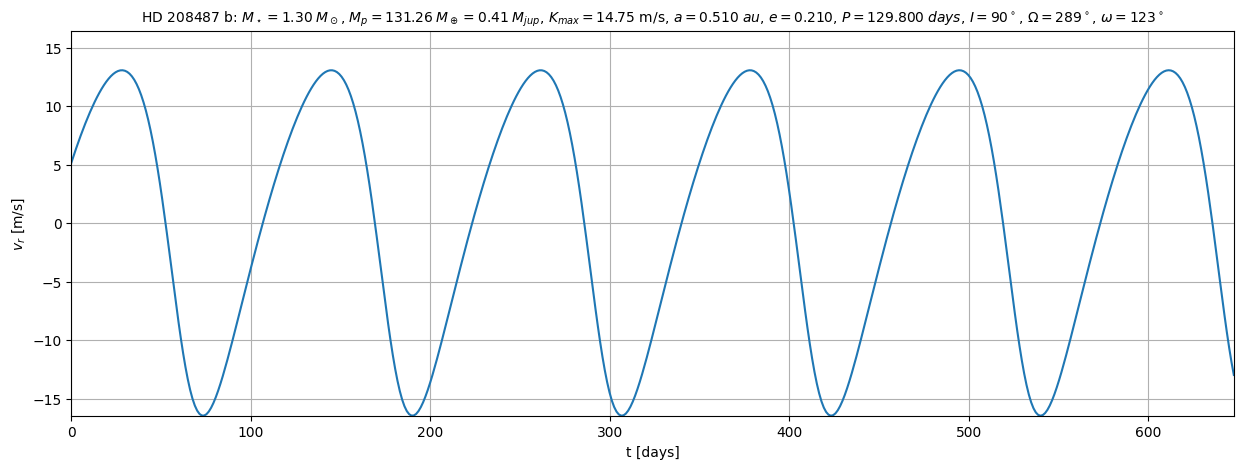 HD 208487 b: $M_\star = 1.30\ M_\odot$, $M_p = 131.26\ M_\oplus = 0.41\ M_{jup}$, $K_{max} = 14.75$ m/s, $a = 0.510\ au$, $e = 0.210$, $P = 129.800\ days$, $I = 90^\circ$, $\Omega = 289^\circ$, $\omega = 123^\circ$
15
10
5
0
−5
−10
−15
$v_r$ [m/s]
0 100 200 300 400 500 600
t [days]